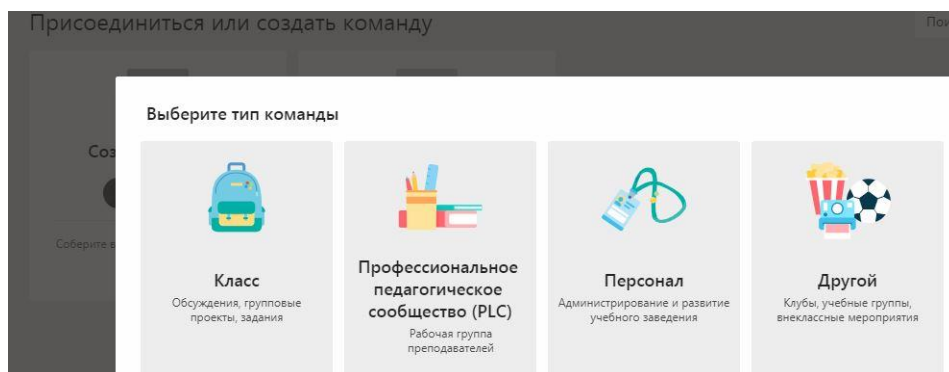 Присоединиться или создать команду
Выберите тип команды
Класс
Обсуждения, групповые
проекты, задания
Профессиональное
педагогическое
сообщество (PLC)
Рабочая группа
преподавателей
Персонал
Администрирование и развитие
учебного заведения
Другой
Клубы, учебные группы,
внеклассные мероприятия
Соберите в